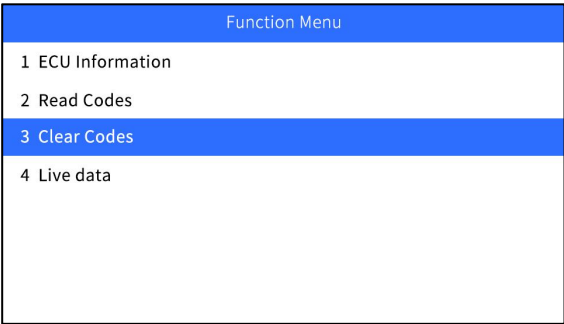 Function Menu
1 ECU Information
2 Read Codes
3 Clear Codes
4 Live data